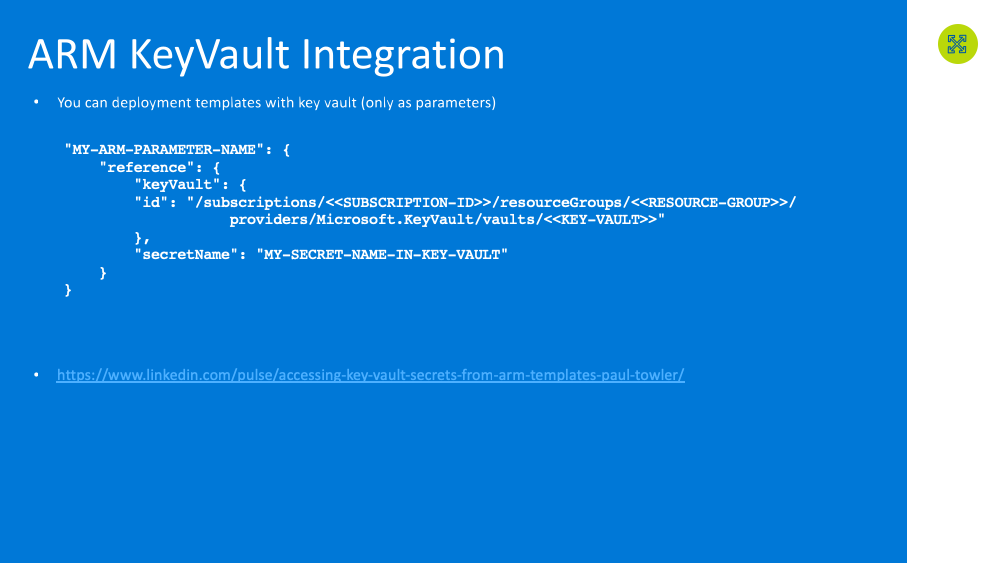 ARM KeyVault Integration
• You can deployment templates with key vault (only as parameters)
"MY-ARM-PARAMETER-NAME": {
"reference": {
"keyVault": {
"id": "/subscriptions/<<SUBSCRIPTION-ID>>/resourceGroups/<<RESOURCE-GROUP>>/
providers/Microsoft.KeyVault/vaults/<<KEY-VAULT>>"
},
"secretName": "MY-SECRET-NAME-IN-KEY-VAULT"
}
}
• https://www.linkedin.com/pulse/accessing-key-vault-secrets-from-arm-templates-paul-towler/